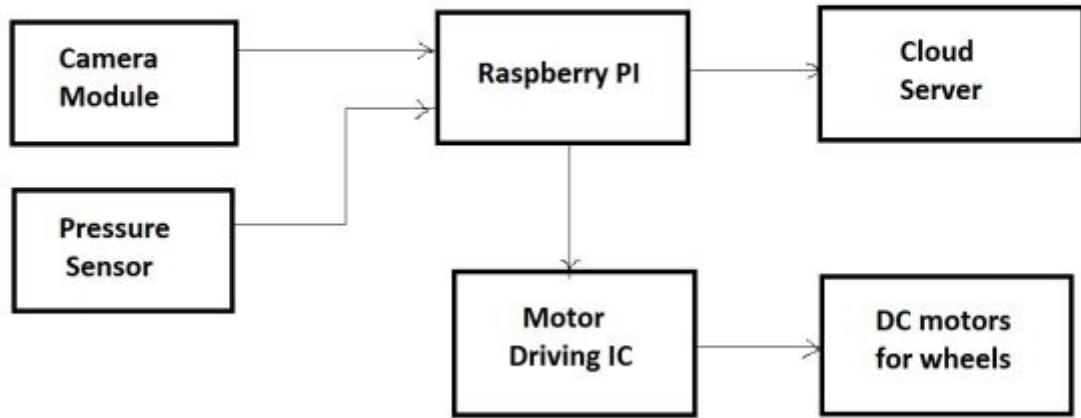 Camera
Module
Raspberry PI
Cloud
Server
Pressure
Sensor
Motor
Driving IC
DC motors
for wheels